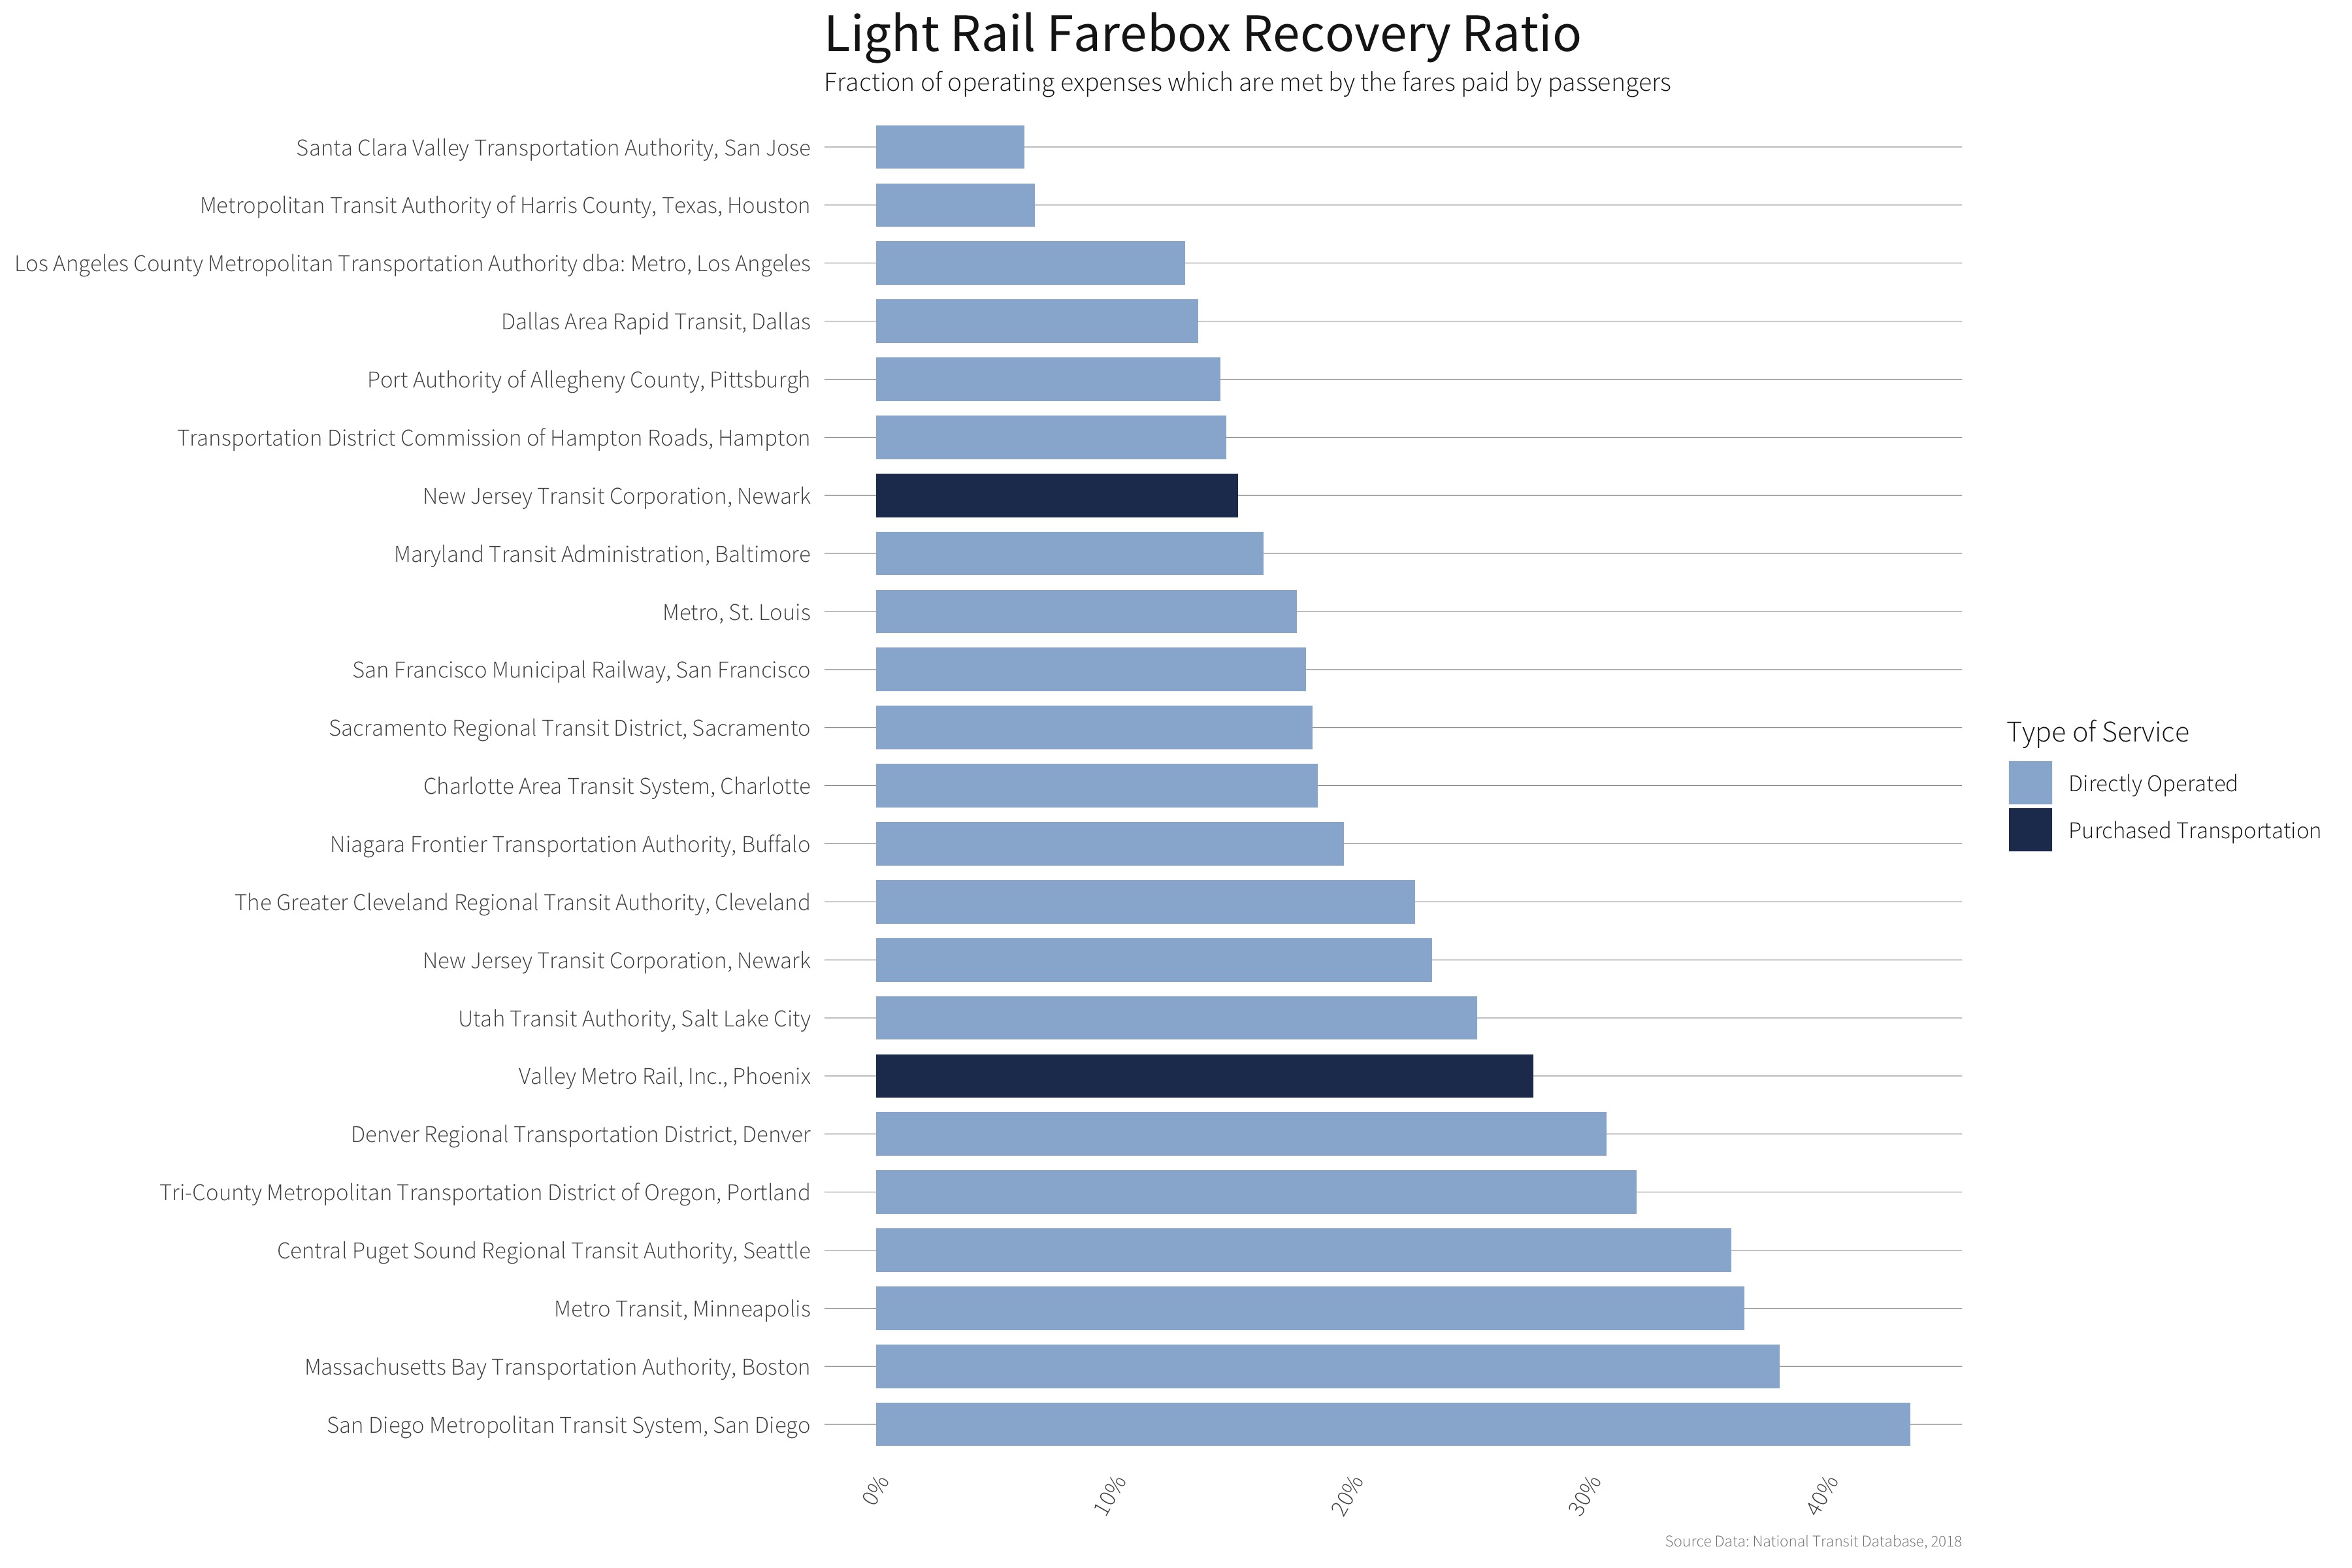 Light Rail Farebox Recovery Ratio
Fraction of operating expenses which are met by the fares paid by passengers
Santa Clara Valley Transportation Authority, San Jose
Metropolitan Transit Authority of Harris County, Texas, Houston
Los Angeles County Metropolitan Transportation Authority dba: Metro, Los Angeles
Dallas Area Rapid Transit, Dallas
Port Authority of Allegheny County, Pittsburgh
Transportation District Commission of Hampton Roads, Hampton
New Jersey Transit Corporation, Newark
Maryland Transit Administration, Baltimore
Metro, St. Louis
San Francisco Municipal Railway, San Francisco
Sacramento Regional Transit District, Sacramento
Charlotte Area Transit System, Charlotte
Niagara Frontier Transportation Authority, Buffalo
The Greater Cleveland Regional Transit Authority, Cleveland
New Jersey Transit Corporation, Newark
Utah Transit Authority, Salt Lake City
Valley Metro Rail, Inc., Phoenix
Denver Regional Transportation District, Denver
Tri-County Metropolitan Transportation District of Oregon, Portland
Central Puget Sound Regional Transit Authority, Seattle
Metro Transit, Minneapolis
Massachusetts Bay Transportation Authority, Boston
San Diego Metropolitan Transit System, San Diego
0%
10%
20%
30%
40%
Type of Service
Directly Operated
Purchased Transportation
Source Data: National Transit Database, 2018